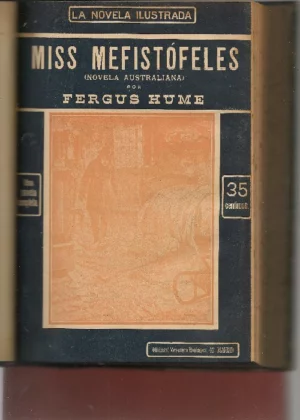 LA NOVELA ILUSTRADA
MISS MEFISTÓFELES
(NOVELA AUSTRALIANA)
POR
FERGUS HUME
35